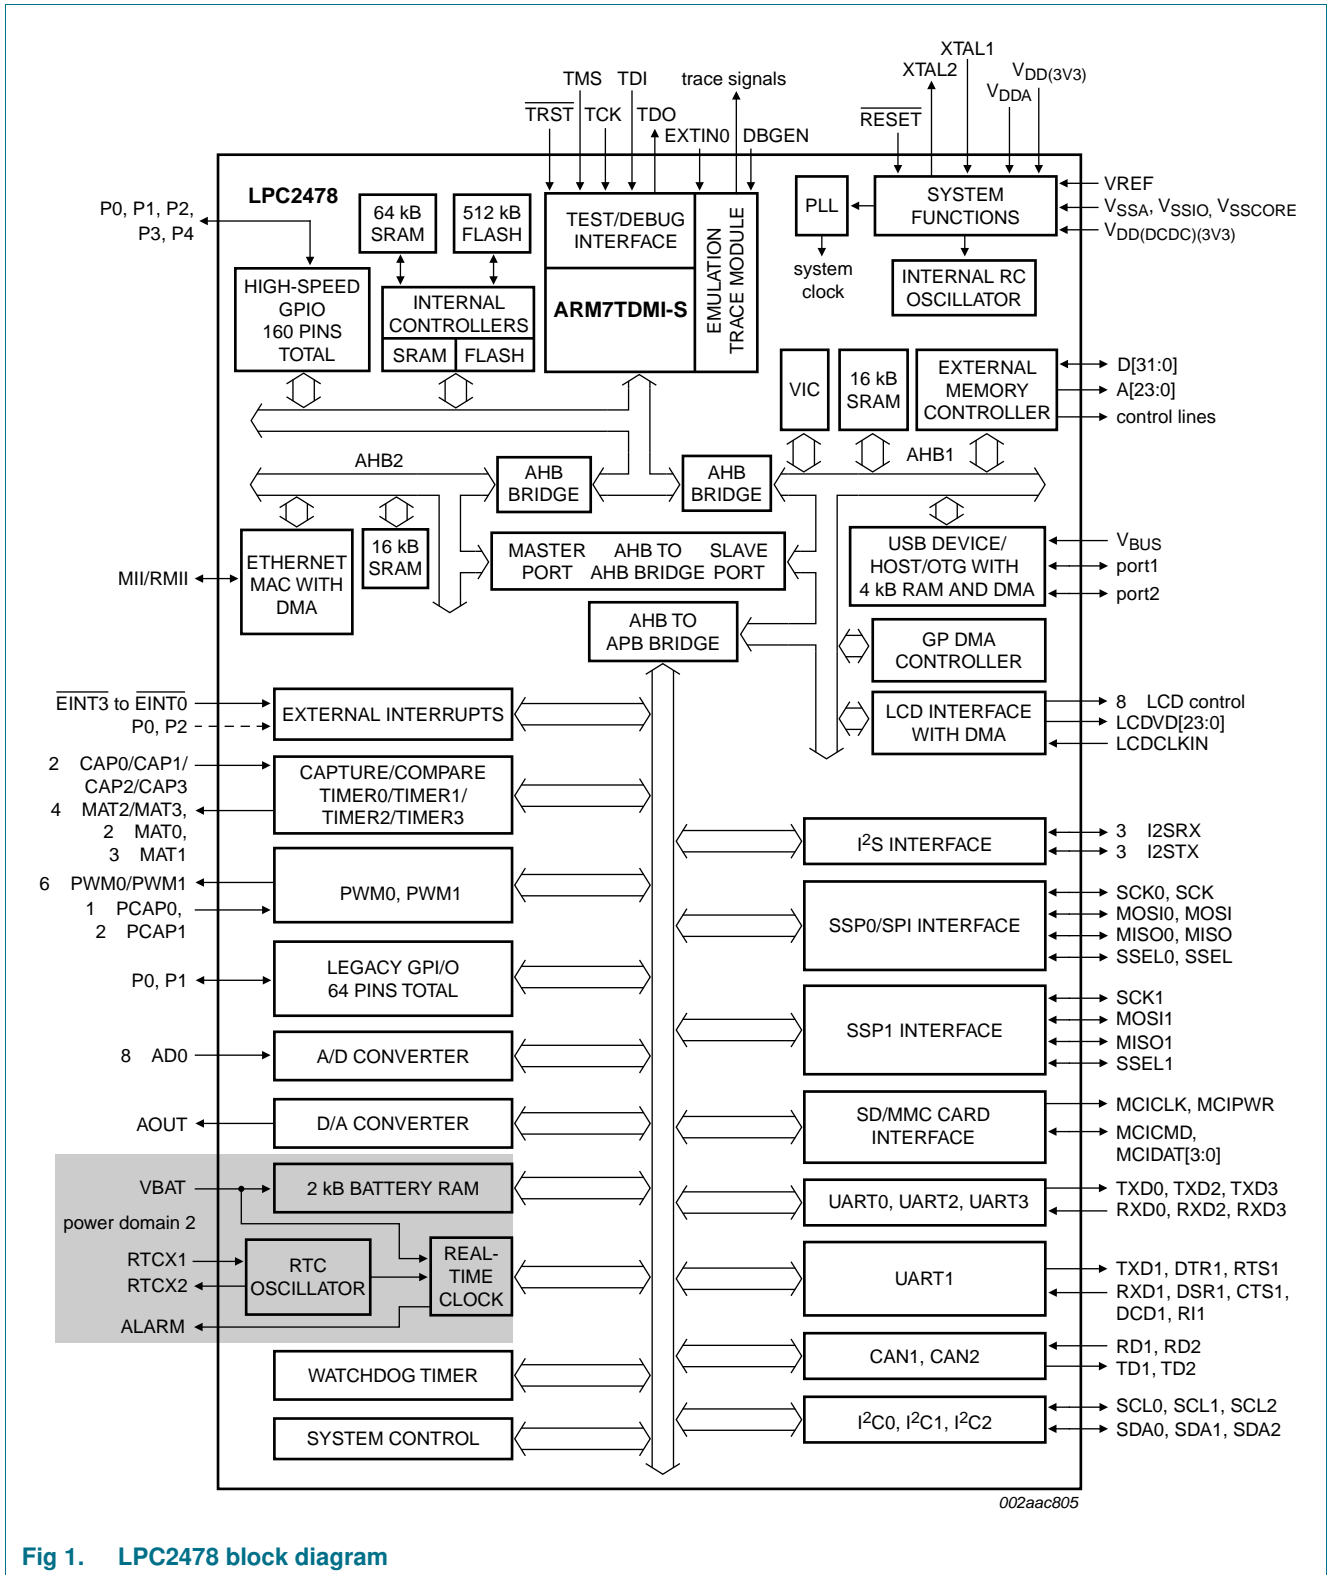 XTAL1
XTAL2
VDD(3V3)
VDDA
TMS TDI
trace signals
TRST TCK TDO
EXTIN0 DBGEN
RESET
LPC2478
P0, P1, P2,
P3, P4
64 kB
SRAM
512 kB
FLASH
TEST/DEBUG
INTERFACE
EMULATION
TRACE MODULE
PLL
SYSTEM
FUNCTIONS
VREF
VSSA, VSSIO, VSSCORE
VDD(DCDC)(3V3)
system
clock
INTERNAL RC
OSCILLATOR
HIGH-SPEED
GPIO
160 PINS
TOTAL
INTERNAL
CONTROLLERS
SRAM FLASH
ARM7TDMI-S
VIC
16 kB
SRAM
EXTERNAL
MEMORY
CONTROLLER
D[31:0]
A[23:0]
control lines
AHB2
AHB
BRIDGE
AHB
BRIDGE
AHB1
ETHERNET
MAC WITH
DMA
MII/RMII
16 kB
SRAM
MASTER
PORT
AHB TO
AHB BRIDGE
SLAVE
PORT
USB DEVICE/
HOST/OTG WITH
4 kB RAM AND DMA
VBUS
port1
port2
AHB TO
APB BRIDGE
GP DMA
CONTROLLER
LCD INTERFACE
WITH DMA
8 LCD control
LCDVD[23:0]
LCDCLKIN
EINT3 to EINT0
P0, P2
EXTERNAL INTERRUPTS
2 CAP0/CAP1/
CAP2/CAP3
4 MAT2/MAT3,
2 MAT0,
3 MAT1
CAPTURE/COMPARE
TIMER0/TIMER1/
TIMER2/TIMER3
I2S INTERFACE
3 I2SRX
3 I2STX
6 PWM0/PWM1
1 PCAP0,
2 PCAP1
PWM0, PWM1
SSP0/SPI INTERFACE
SCK0, SCK
MOSI0, MOSI
MISO0, MISO
SSEL0, SSEL
P0, P1
LEGACY GPI/O
64 PINS TOTAL
SSP1 INTERFACE
SCK1
MOSI1
MISO1
SSEL1
8 AD0
A/D CONVERTER
AOUT
D/A CONVERTER
SD/MMC CARD
INTERFACE
MCICLK, MCIPWR
MCICMD,
MCIDAT[3:0]
VBAT
2 kB BATTERY RAM
power domain 2
UART0, UART2, UART3
TXD0, TXD2, TXD3
RXD0, RXD2, RXD3
RTCX1
RTCX2
RTC
OSCILLATOR
REAL-
TIME
CLOCK
ALARM
UART1
TXD1, DTR1, RTS1
RXD1, DSR1, CTS1,
DCD1, RI1
WATCHDOG TIMER
CAN1, CAN2
RD1, RD2
TD1, TD2
SYSTEM CONTROL
I2C0, I2C1, I2C2
SCL0, SCL1, SCL2
SDA0, SDA1, SDA2
002aac805
Fig 1. LPC2478 block diagram